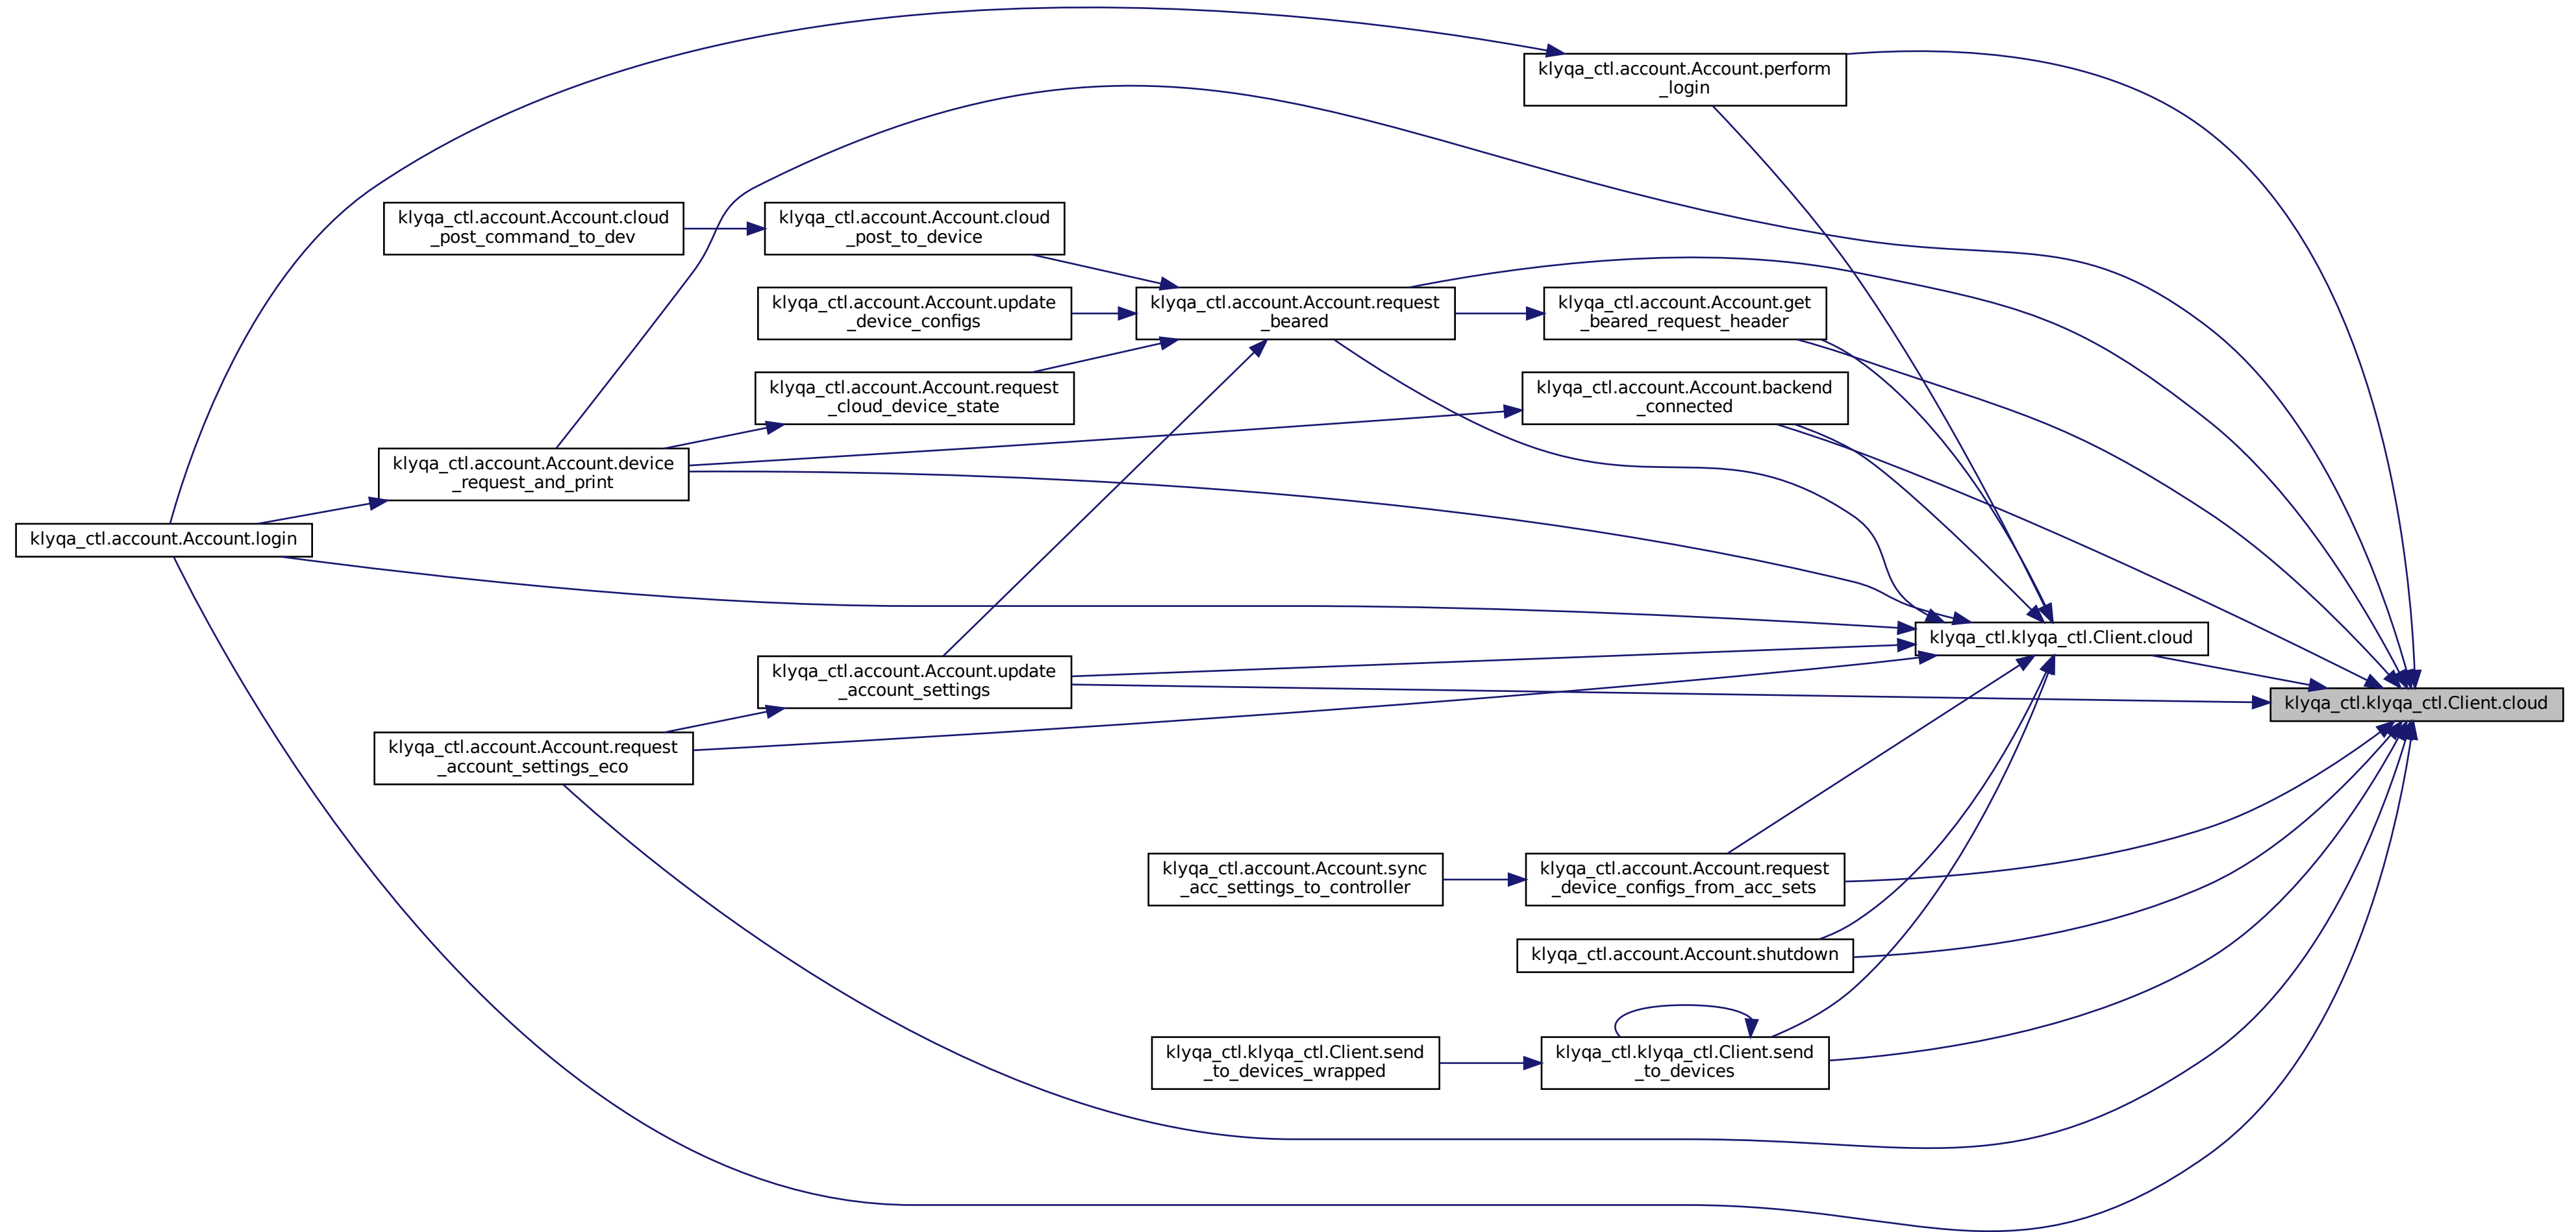 klyqa_ctl.account.Account.perform
_login
klyqa_ctl.account.Account.cloud
_post_command_to_dev
klyqa_ctl.account.Account.cloud
_post_to_device
klyqa_ctl.account.Account.update
_device_configs
klyqa_ctl.account.Account.request
_beared
klyqa_ctl.account.Account.get
_beared_request_header
klyqa_ctl.account.Account.request
_cloud_device_state
klyqa_ctl.account.Account.backend
_connected
klyqa_ctl.account.Account.device
_request_and_print
klyqa_ctl.account.Account.login
klyqa_ctl.klyqa_ctl.Client.cloud
klyqa_ctl.account.Account.update
_account_settings
klyqa_ctl.klyqa_ctl.Client.cloud
klyqa_ctl.account.Account.request
_account_settings_eco
klyqa_ctl.account.Account.sync
_acc_settings_to_controller
klyqa_ctl.account.Account.request
_device_configs_from_acc_sets
klyqa_ctl.account.Account.shutdown
klyqa_ctl.klyqa_ctl.Client.send
_to_devices_wrapped
klyqa_ctl.klyqa_ctl.Client.send
_to_devices